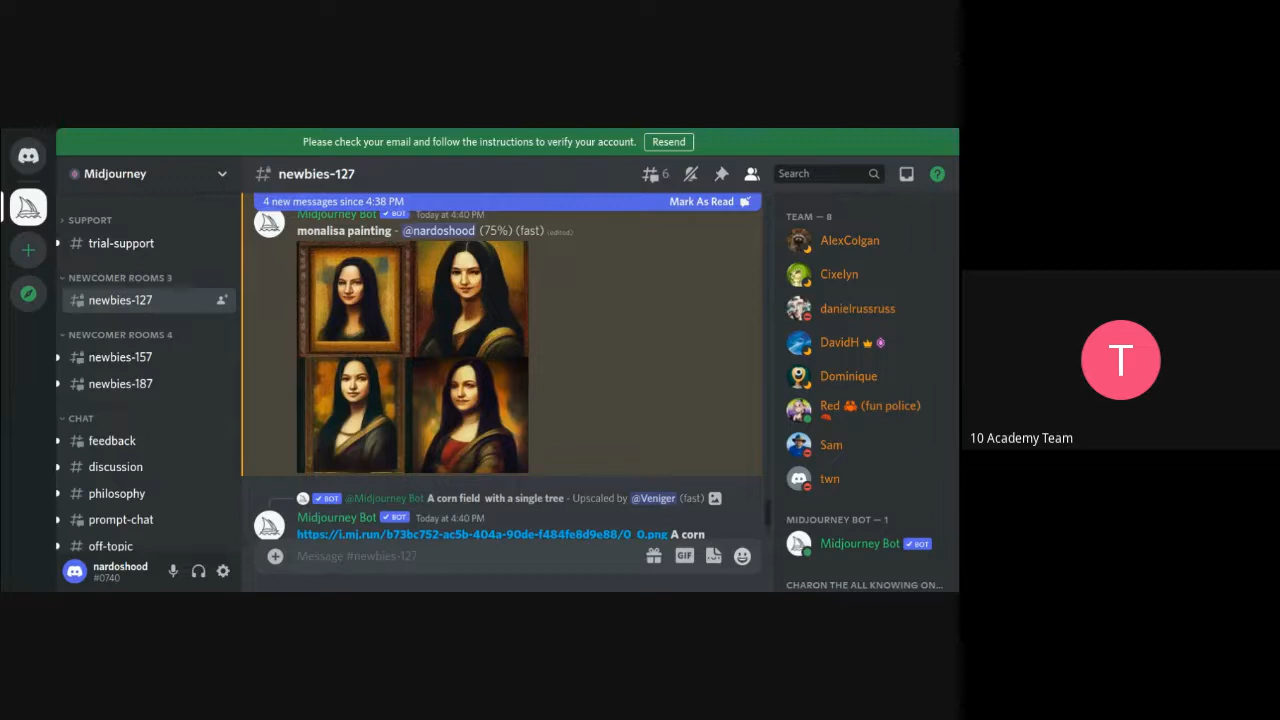 Please check your email and follow the instructions to verify your account. Resend
Midjourney
SUPPORT
trial-support
NEWCOMER ROOMS 3
newbies-127
NEWCOMER ROOMS 4
newbies-157
newbies-187
CHAT
feedback
discussion
philosophy
prompt-chat
off-topic
nardoshood
#0740
newbies-127
6
Search
4 new messages since 4:38 PM Mark As Read
Midjourney Bot BOT Today at 4:40 PM
monalisa painting - @nardoshood (75%) (fast) (edited)
BOT @Midjourney Bot A corn field with a single tree - Upscaled by @Veniger (fast)
Midjourney Bot BOT Today at 4:40 PM
https://i.mj.run/b73bc752-ac5b-404a-90de-f484fe8d9e88/0_0.png A corn
Message #newbies-127
GIF
TEAM — 8
AlexColgan
Cixelyn
danielrussruss
DavidH
Dominique
Red 🦀 (fun police)
Sam
twn
MIDJOURNEY BOT — 1
Midjourney Bot BOT
CHARON THE ALL KNOWING ON...
T
10 Academy Team